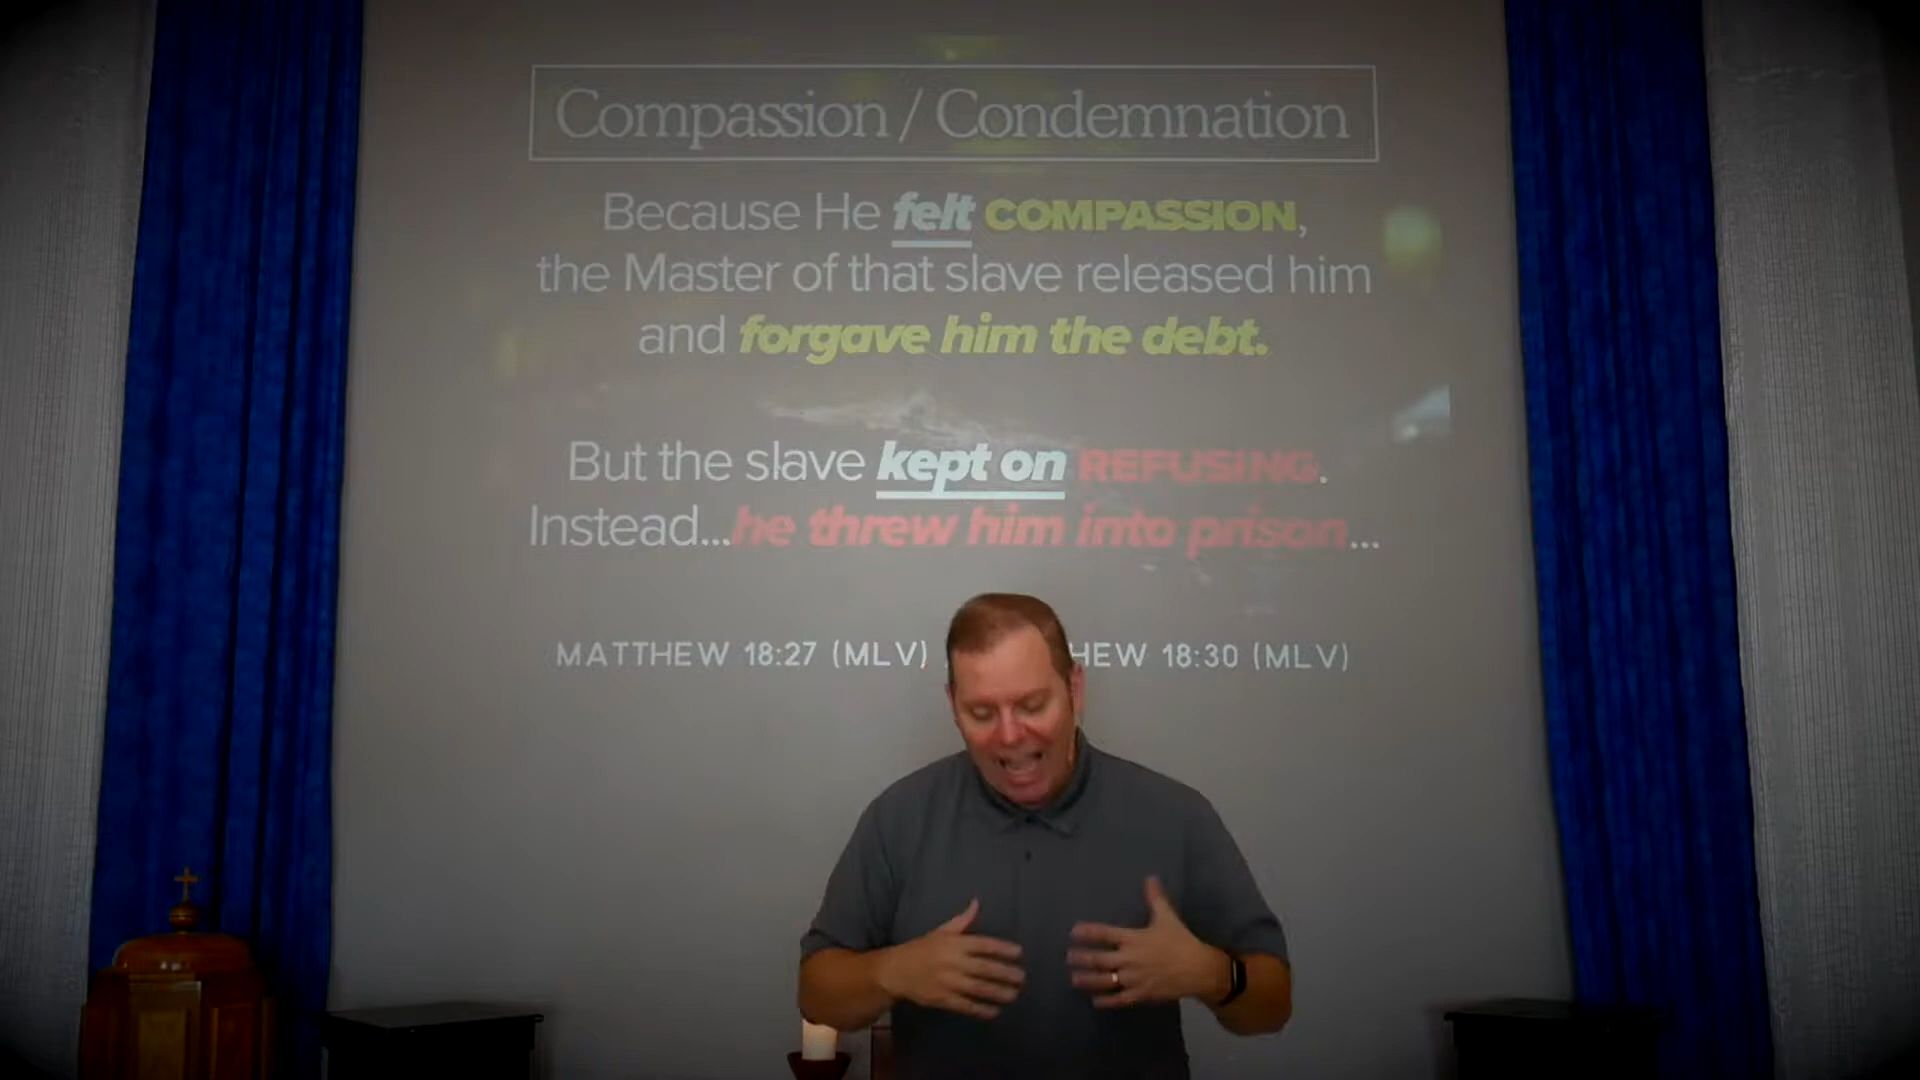 Compassion / Condemnation
Because He felt COMPASSION,
the Master of that slave released him
and forgave him the debt.
But the slave kept on REFUSING.
Instead...he threw him into prison...
MATTHEW 18:27 (MLV) HEW 18:30 (MLV)